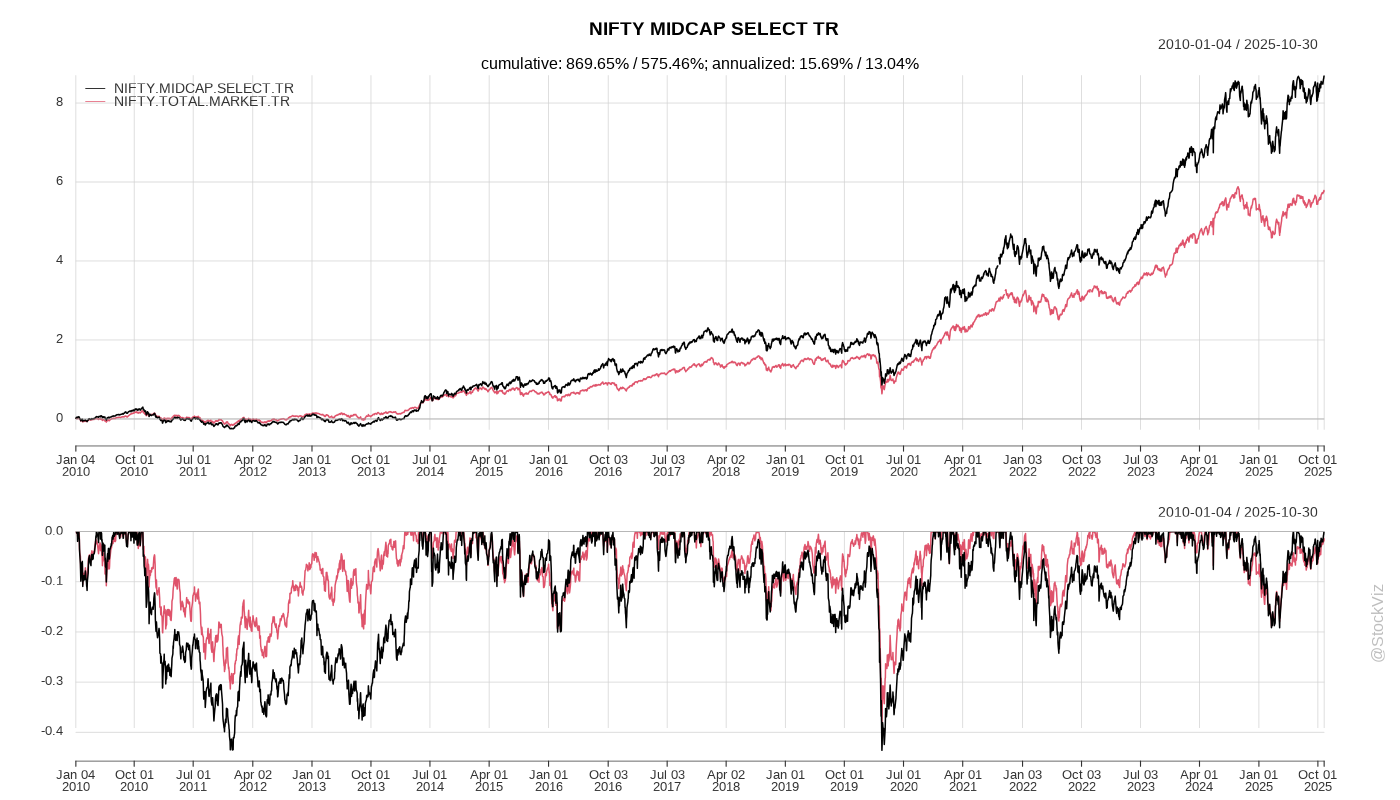 NIFTY MIDCAP SELECT TR
2010-01-04 / 2025-10-30
cumulative: 869.65% / 575.46%; annualized: 15.69% / 13.04%
NIFTY.MIDCAP.SELECT.TR
NIFTY.TOTAL.MARKET.TR
8
6
4
2
0
Jan 04 Oct 01 Jul 01 Apr 02 Jan 01 Oct 01 Jul 01 Apr 01 Jan 01 Oct 03 Jul 03 Apr 02 Jan 01 Oct 01 Jul 01 Apr 01 Jan 03 Oct 03 Jul 03 Apr 01 Jan 01 Oct 01
2010 2010 2011 2012 2013 2013 2014 2015 2016 2016 2017 2018 2019 2019 2020 2021 2022 2022 2023 2024 2025 2025
2010-01-04 / 2025-10-30
0.0
-0.1
-0.2
-0.3
-0.4
Jan 04 Oct 01 Jul 01 Apr 02 Jan 01 Oct 01 Jul 01 Apr 01 Jan 01 Oct 03 Jul 03 Apr 02 Jan 01 Oct 01 Jul 01 Apr 01 Jan 03 Oct 03 Jul 03 Apr 01 Jan 01 Oct 01
2010 2010 2011 2012 2013 2013 2014 2015 2016 2016 2017 2018 2019 2019 2020 2021 2022 2022 2023 2024 2025 2025
@StockViz